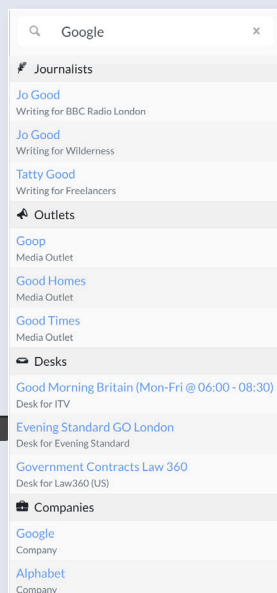 Google
Journalists
Jo Good
Writing for BBC Radio London
Jo Good
Writing for Wilderness
Tatty Good
Writing for Freelancers
Outlets
Goop
Media Outlet
Good Homes
Media Outlet
Good Times
Media Outlet
Desks
Good Morning Britain (Mon-Fri @ 06:00 - 08:30)
Desk for ITV
Evening Standard GO London
Desk for Evening Standard
Government Contracts Law 360
Desk for Law360 (US)
Companies
Google
Company
Alphabet
Company